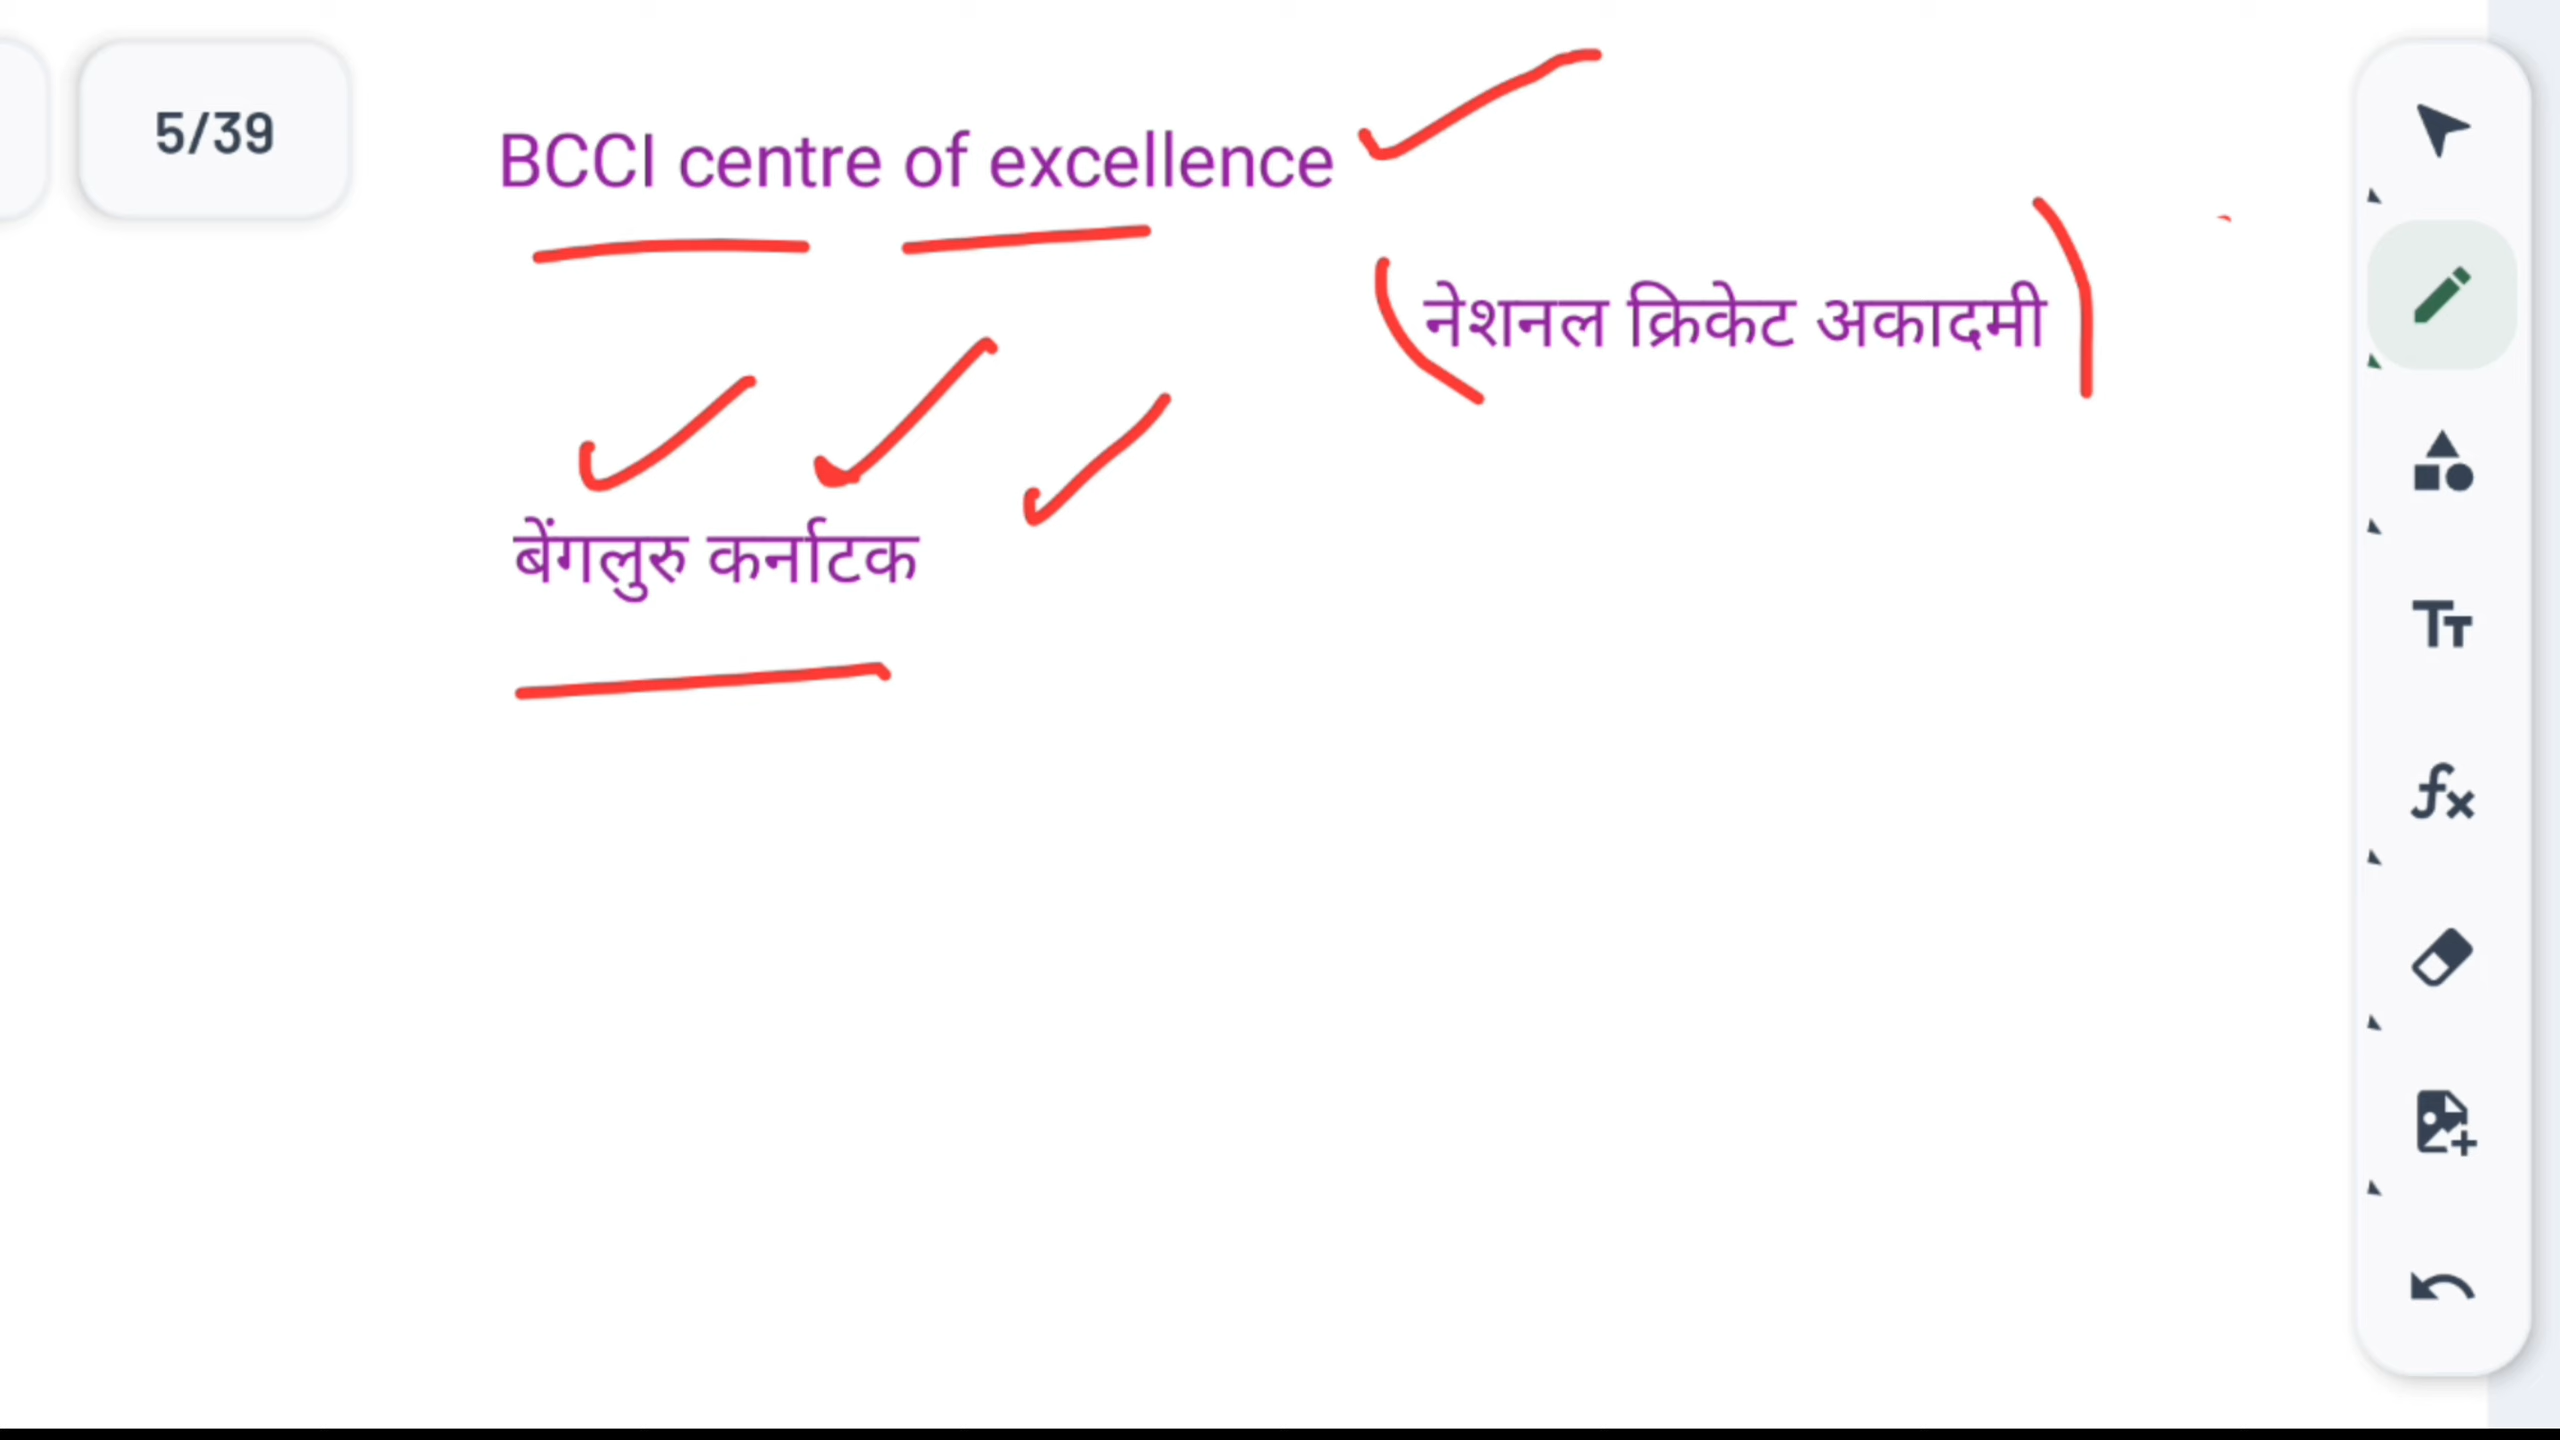 5/39
BCCI centre of excellence
नेशनल क्रिकेट अकादमी
बेंगलुरु कर्नाटक